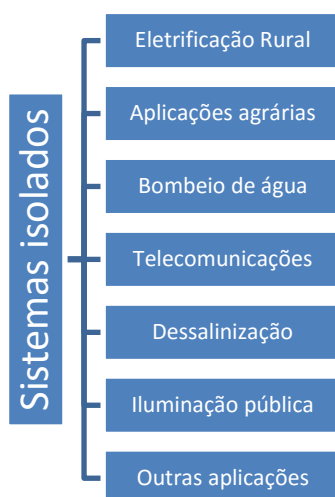 Sistemas isolados
Eletrificação Rural
Aplicações agrárias
Bombeio de água
Telecomunicações
Dessalinização
Iluminação pública
Outras aplicações